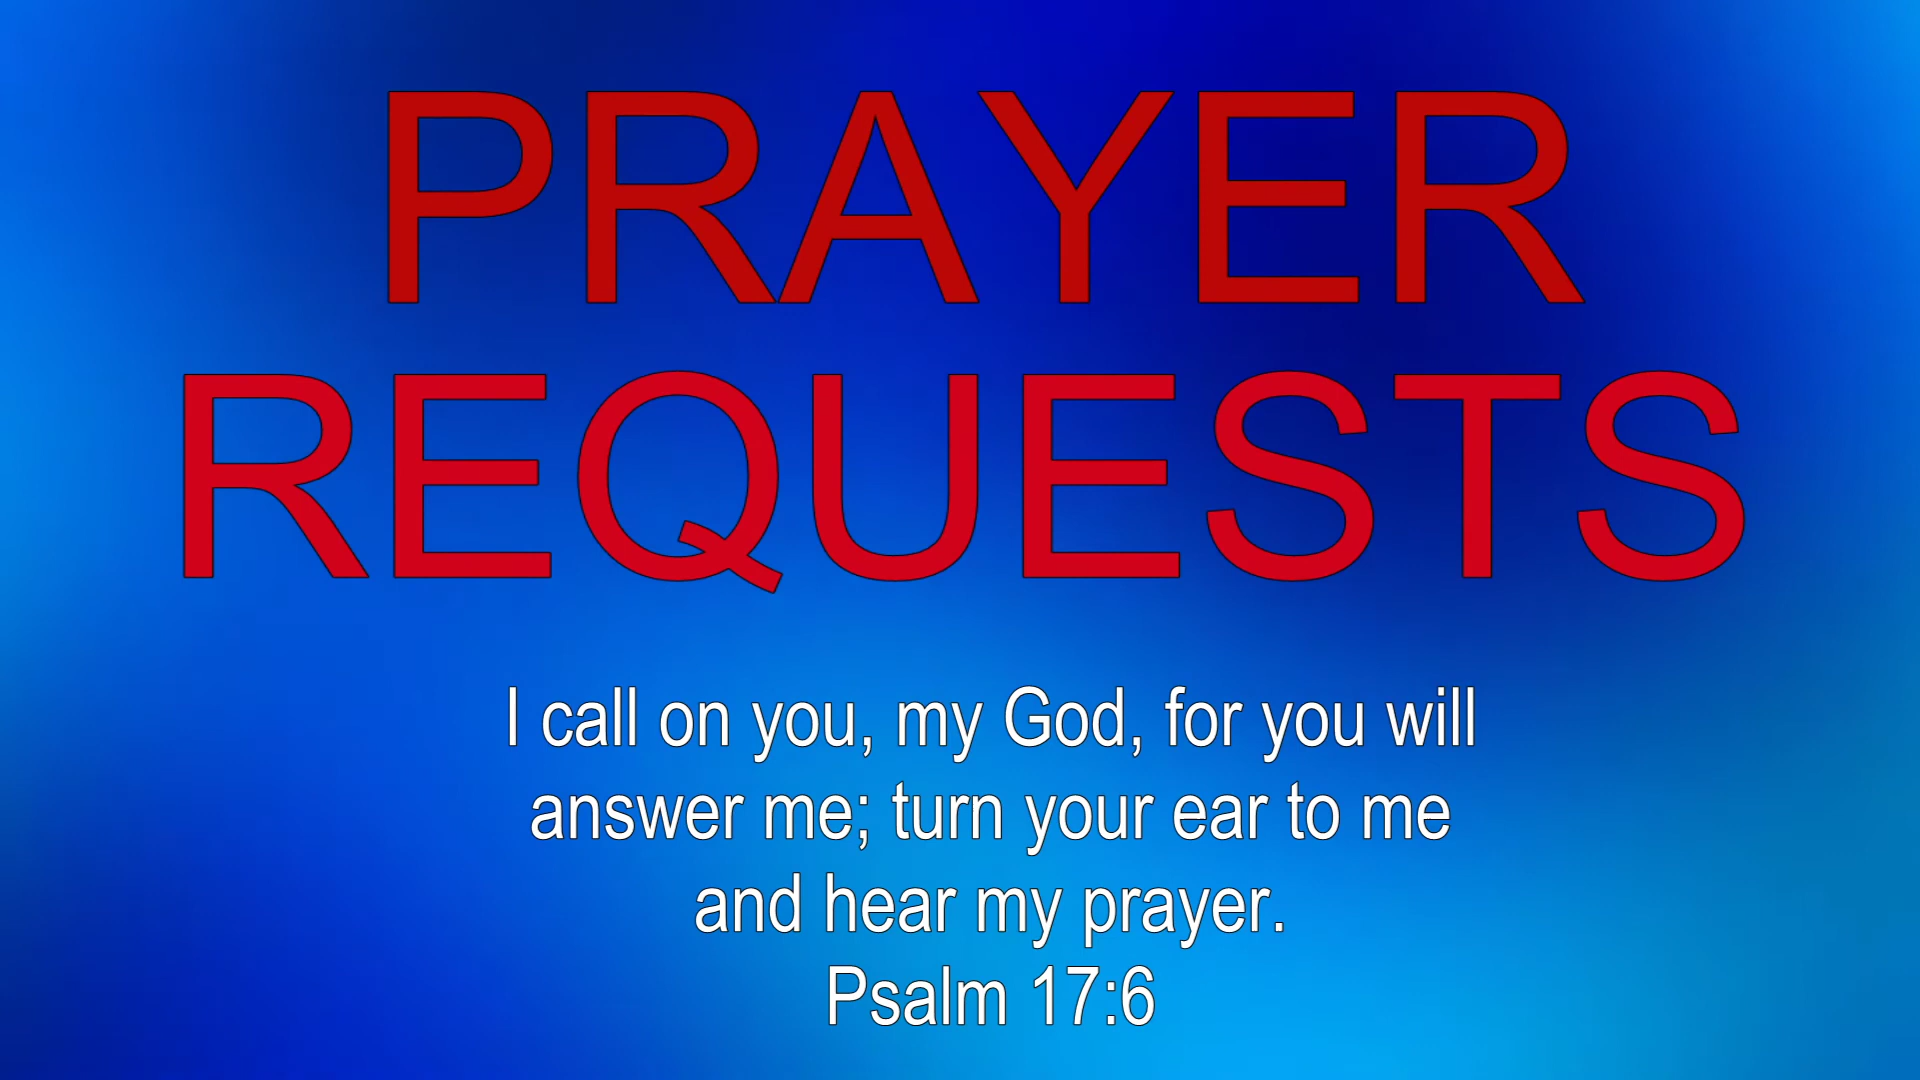 PRAYER
REQUESTS
I call on you, my God, for you will
answer me; turn your ear to me
and hear my prayer.
Psalm 17:6